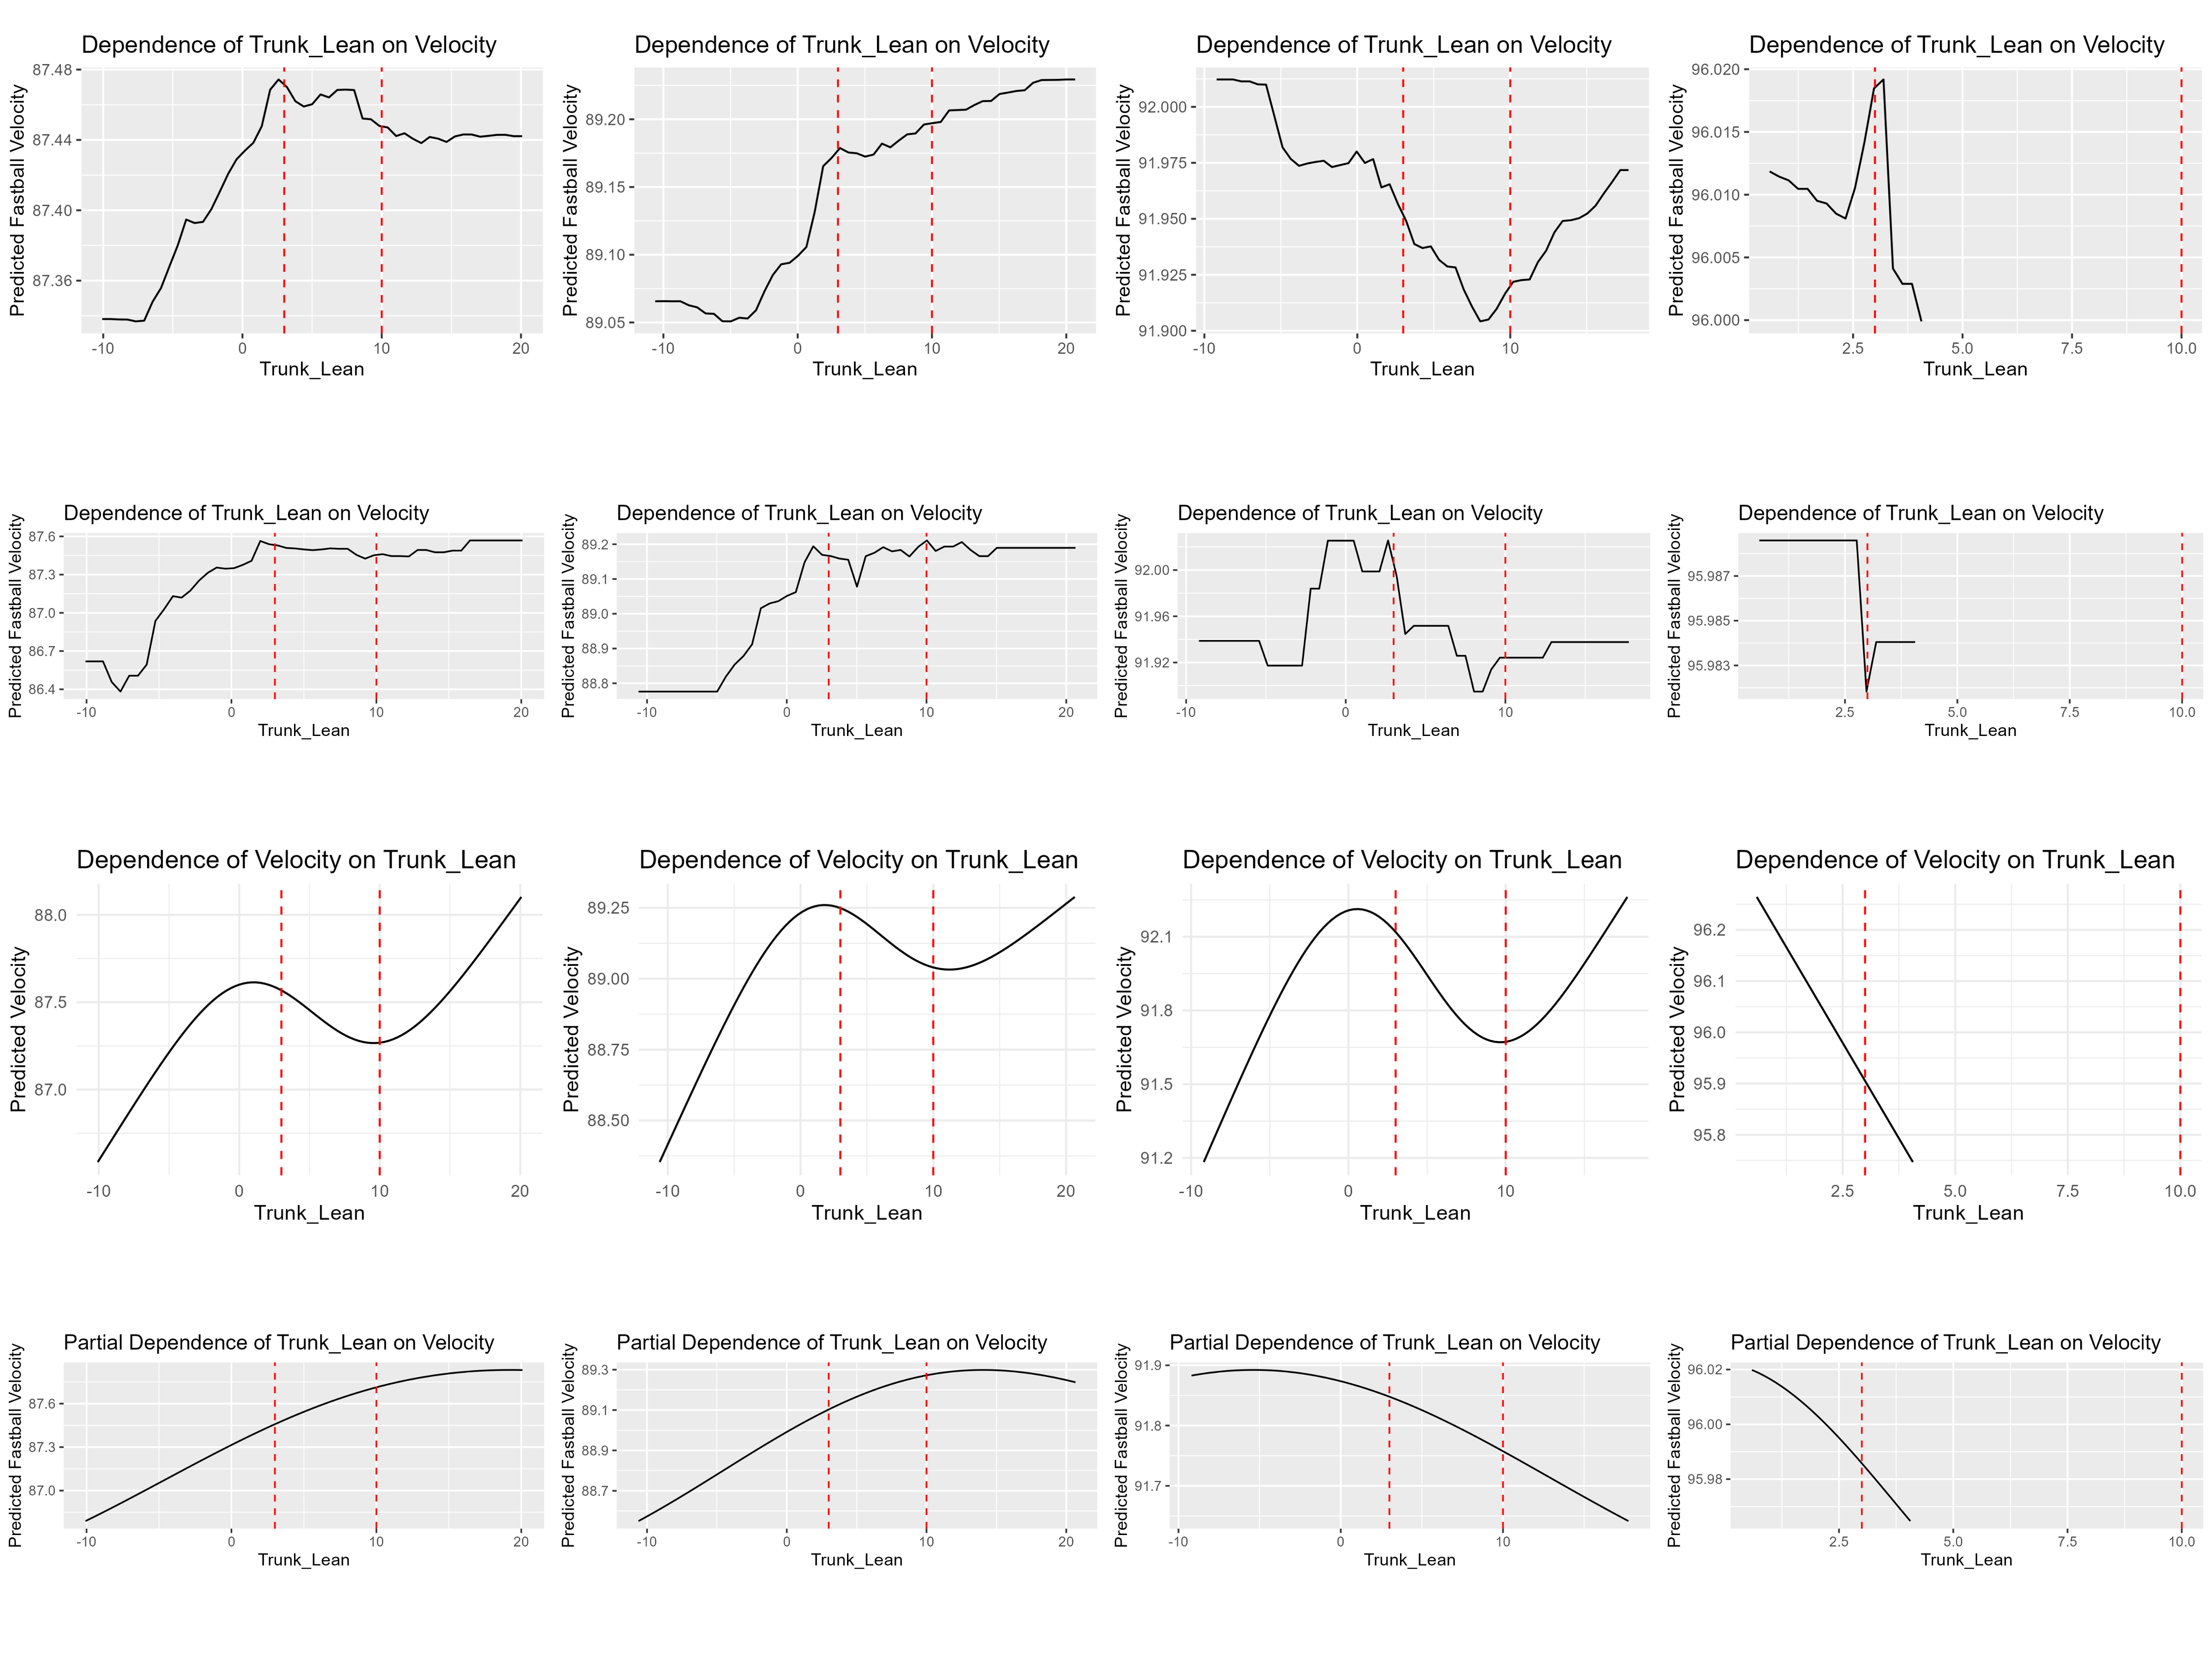 Dependence of Trunk_Lean on Velocity
Predicted Fastball Velocity
87.48
87.44
87.40
87.36
-10 0 10 20
Trunk_Lean
Dependence of Trunk_Lean on Velocity
Predicted Fastball Velocity
89.20
89.15
89.10
89.05
-10 0 10 20
Trunk_Lean
Dependence of Trunk_Lean on Velocity
Predicted Fastball Velocity
92.000
91.975
91.950
91.925
91.900
-10 0 10
Trunk_Lean
Dependence of Trunk_Lean on Velocity
Predicted Fastball Velocity
96.020
96.015
96.010
96.005
96.000
2.5 5.0 7.5 10.0
Trunk_Lean
Dependence of Trunk_Lean on Velocity
Predicted Fastball Velocity
87.6
87.3
87.0
86.7
86.4
-10 0 10 20
Trunk_Lean
Dependence of Trunk_Lean on Velocity
Predicted Fastball Velocity
89.2
89.1
89.0
88.9
88.8
-10 0 10 20
Trunk_Lean
Dependence of Trunk_Lean on Velocity
Predicted Fastball Velocity
92.00
91.96
91.92
-10 0 10
Trunk_Lean
Dependence of Trunk_Lean on Velocity
Predicted Fastball Velocity
95.987
95.985
95.983
2.5 5.0 7.5 10.0
Trunk_Lean
Dependence of Velocity on Trunk_Lean
Predicted Velocity
88.0
87.5
87.0
-10 0 10 20
Trunk_Lean
Dependence of Velocity on Trunk_Lean
Predicted Velocity
89.25
89.00
88.75
88.50
-10 0 10 20
Trunk_Lean
Dependence of Velocity on Trunk_Lean
Predicted Velocity
92.1
91.8
91.5
91.2
-10 0 10
Trunk_Lean
Dependence of Velocity on Trunk_Lean
Predicted Velocity
96.2
96.1
96.0
95.9
95.8
2.5 5.0 7.5 10.0
Trunk_Lean
Partial Dependence of Trunk_Lean on Velocity
Predicted Fastball Velocity
87.6
87.3
87.0
-10 0 10 20
Trunk_Lean
Partial Dependence of Trunk_Lean on Velocity
Predicted Fastball Velocity
89.3
89.1
88.9
88.7
-10 0 10 20
Trunk_Lean
Partial Dependence of Trunk_Lean on Velocity
Predicted Fastball Velocity
91.9
91.8
91.7
-10 0 10
Trunk_Lean
Partial Dependence of Trunk_Lean on Velocity
Predicted Fastball Velocity
96.02
96.00
95.98
2.5 5.0 7.5 10.0
Trunk_Lean